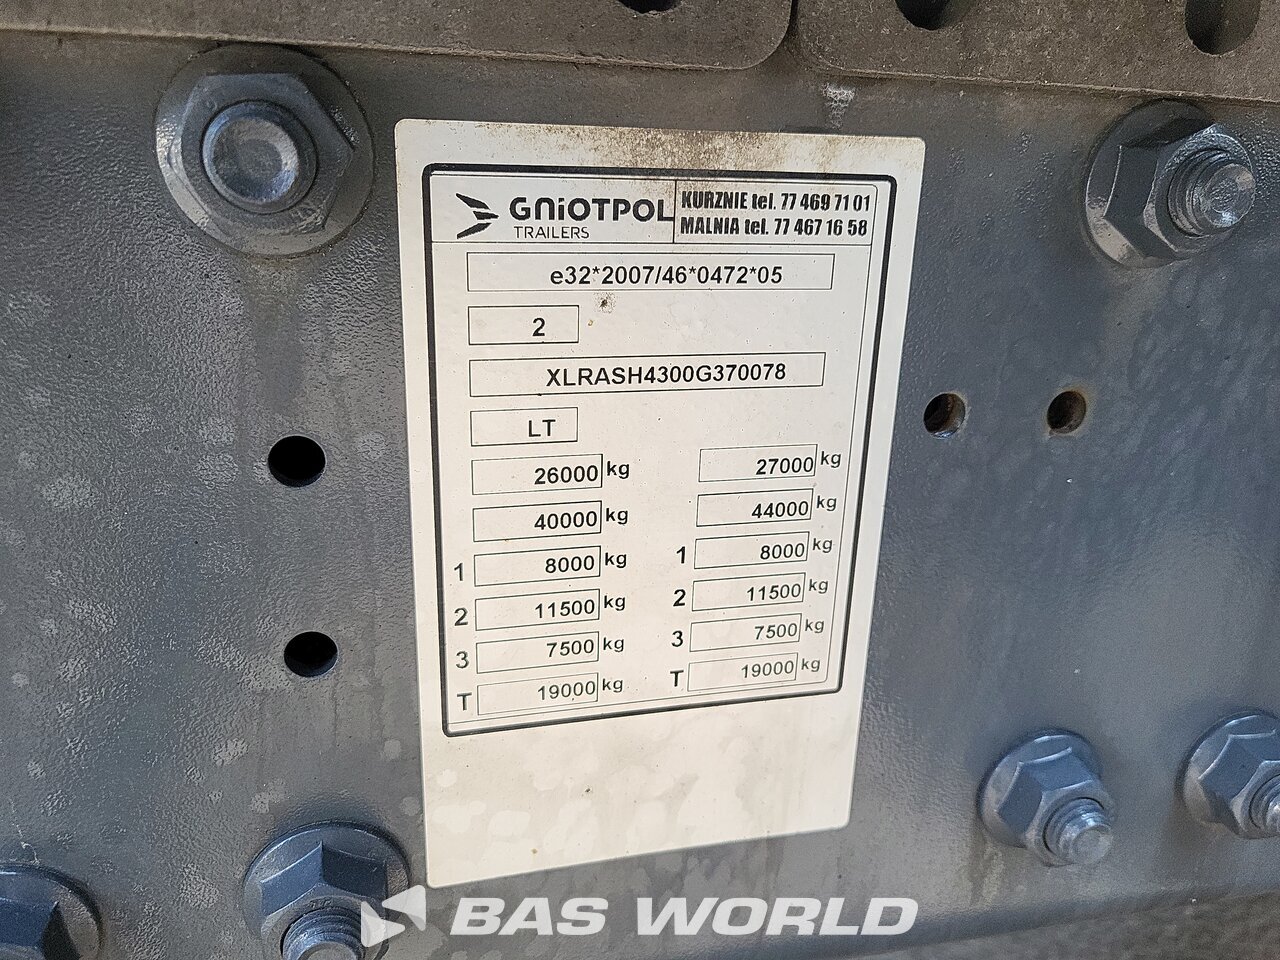 GNiOTPOL
TRAILERS
KURZNIE tel. 77 469 71 01
MALNIA tel. 77 467 16 58
e32*2007/46*0472*05
2
XLRASH4300G370078
LT
26000 kg 27000 kg
40000 kg 44000 kg
1 8000 kg 1 8000 kg
2 11500 kg 2 11500 kg
3 7500 kg 3 7500 kg
T 19000 kg T 19000 kg
BAS WORLD